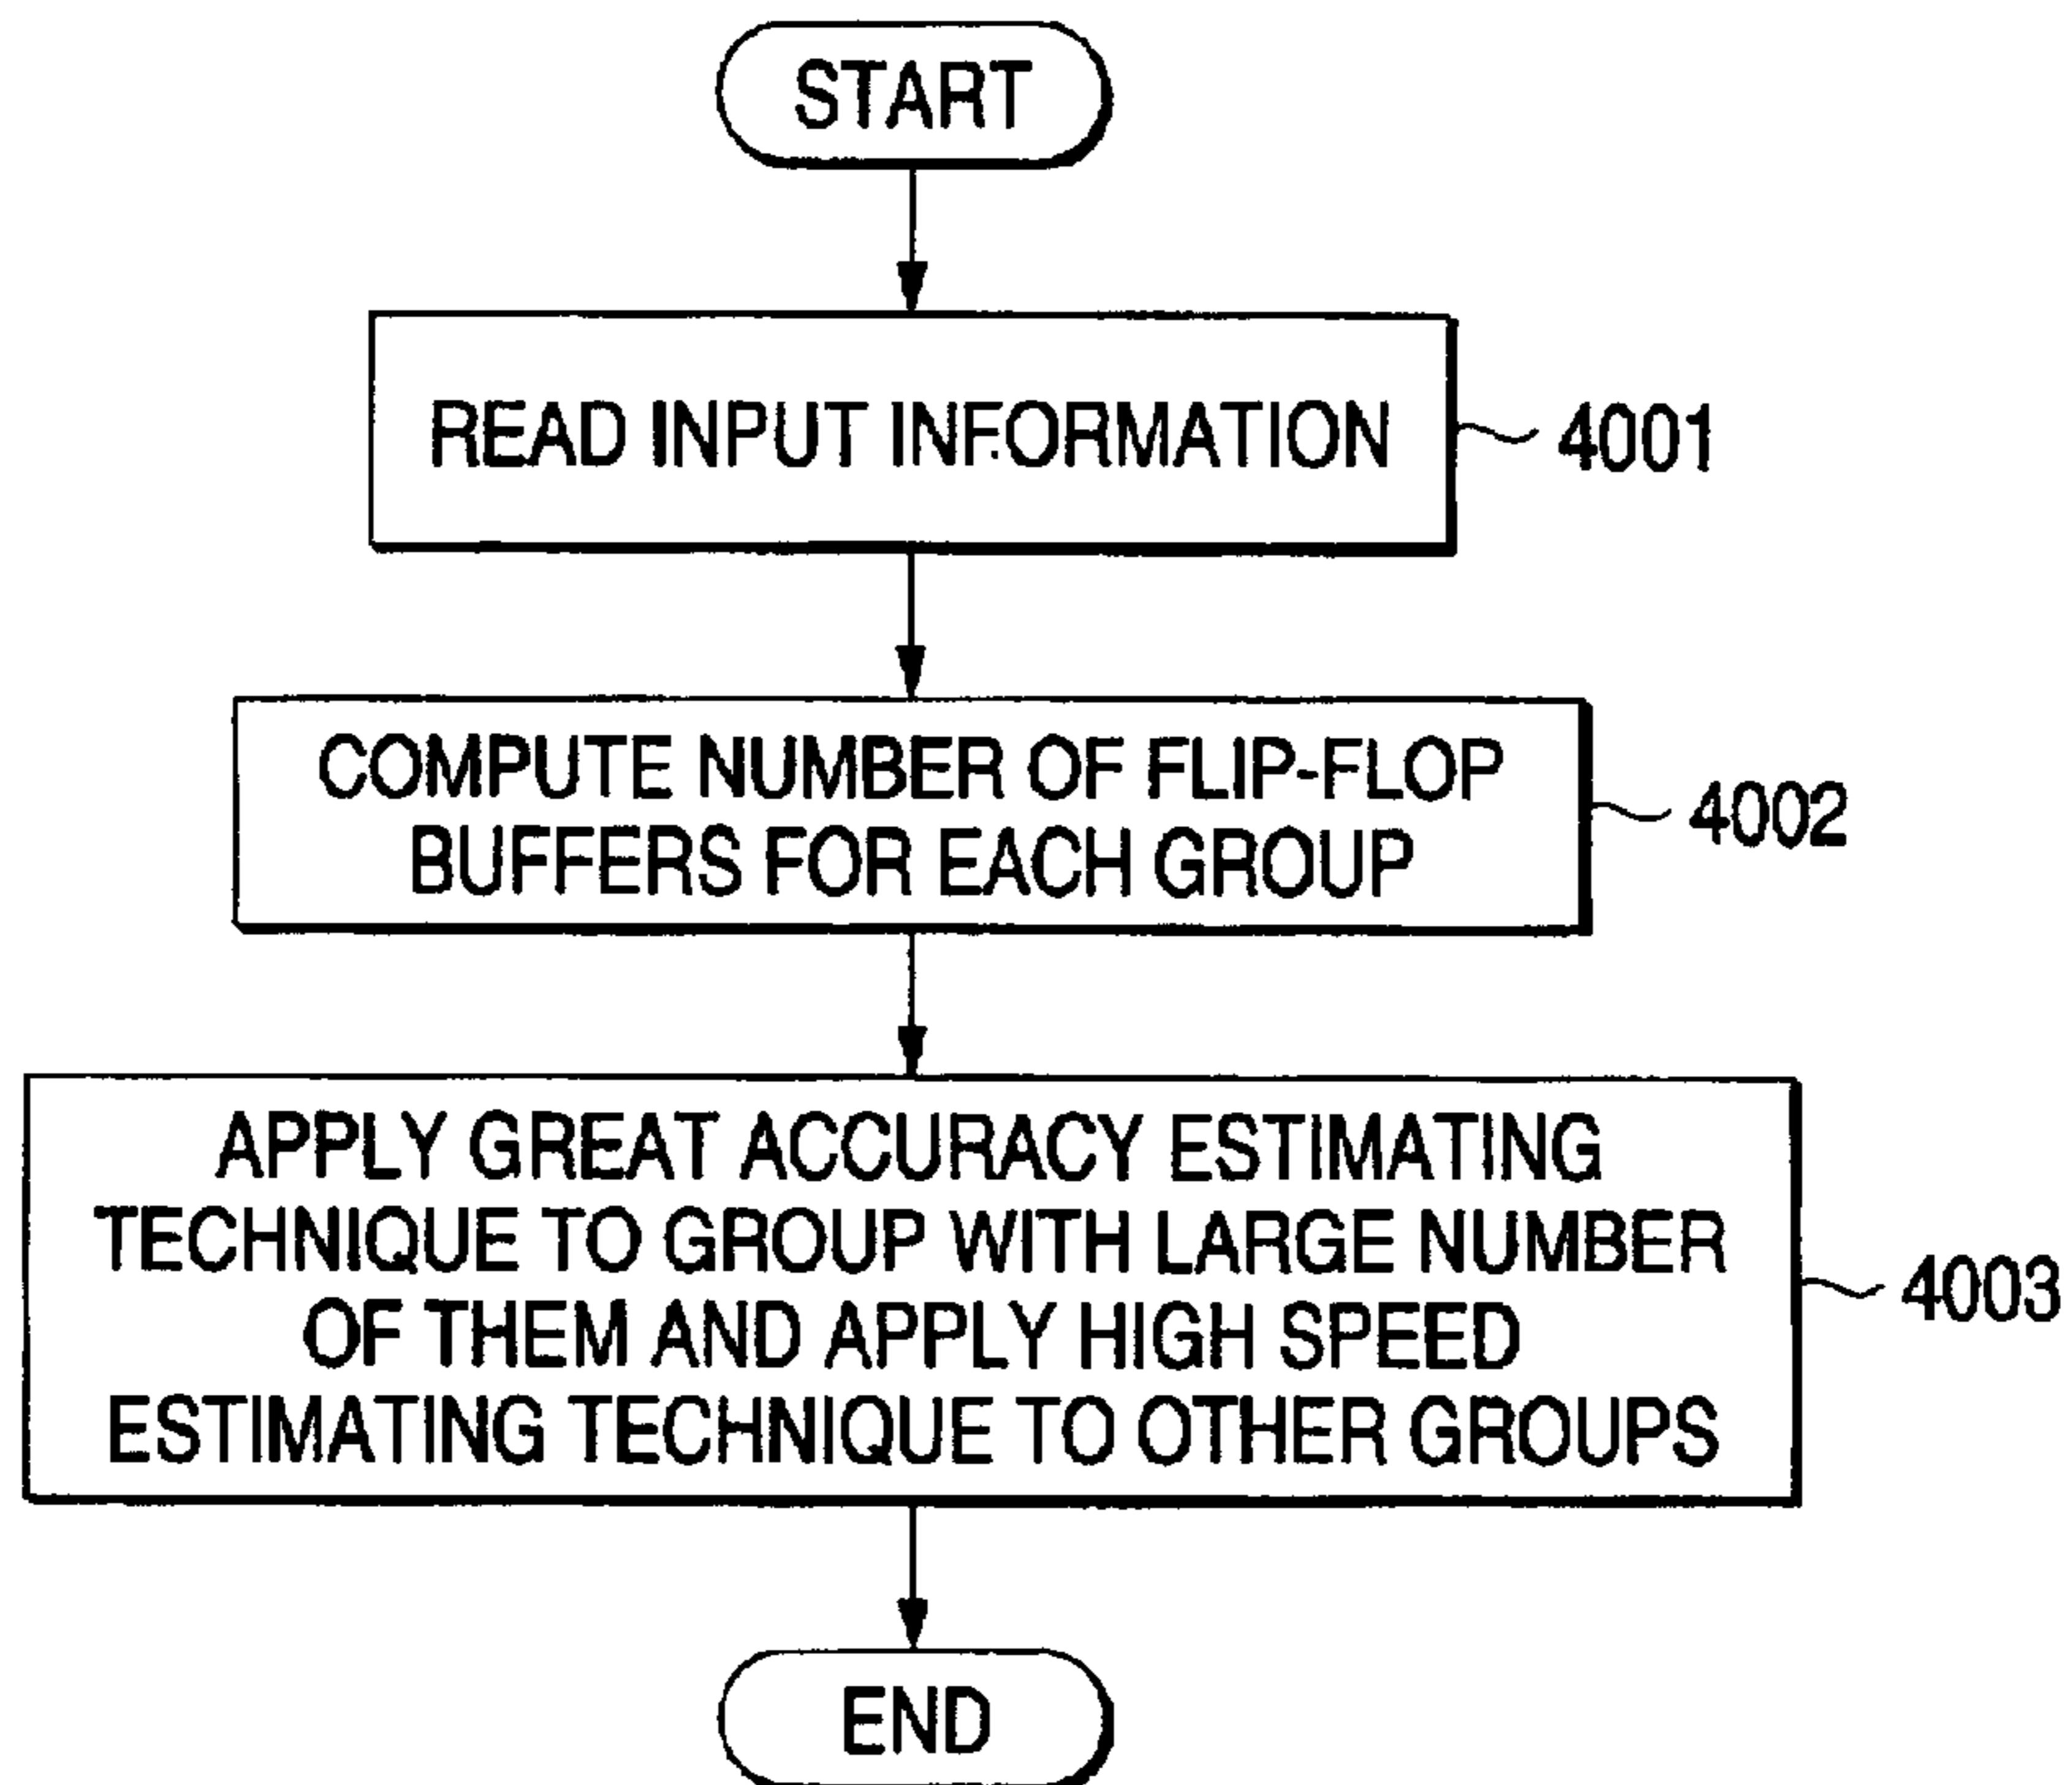 START
READ INPUT INFORMATION
4001
COMPUTE NUMBER OF FLIP-FLOP
BUFFERS FOR EACH GROUP
4002
APPLY GREAT ACCURACY ESTIMATING
TECHNIQUE TO GROUP WITH LARGE NUMBER
OF THEM AND APPLY HIGH SPEED
ESTIMATING TECHNIQUE TO OTHER GROUPS
4003
END